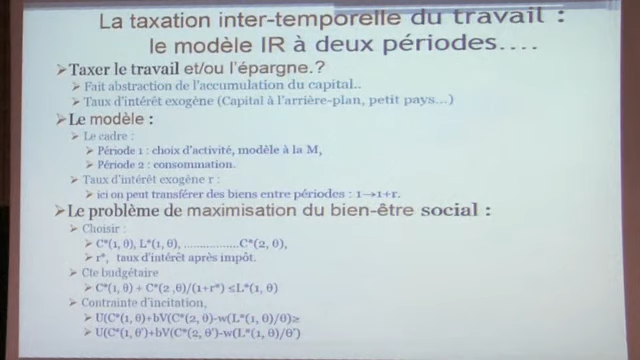 La taxation inter-temporelle du travail :
le modèle IR à deux périodes….
➢Taxer le travail et/ou l'épargne.?
➢ Fait abstraction de l'accumulation du capital..
➢ Taux d'intérêt exogène (Capital à l'arrière-plan, petit pays…)
➢Le modèle :
➢ Le cadre :
➢ Période 1 : choix d'activité, modèle à la M,
➢ Période 2 : consommation.
➢ Taux d'intérêt exogène r :
➢ ici on peut transférer des biens entre périodes : 1→1+r.
➢Le problème de maximisation du bien-être social :
➢ Choisir :
➢ C*(1, θ), L*(1, θ), ……………..C*(2, θ),
➢ r*, taux d'intérêt après impôt.
➢ Cte budgétaire
➢ C*(1, θ) + C*(2 ,θ)/(1+r*) ≤L*(1, θ)
➢ Contrainte d'incitation,
➢ U(C*(1, θ)+bV(C*(2, θ)-w(L*(1, θ)/θ)≥
➢ U(C*(1, θ')+bV(C*(2, θ')-w(L*(1, θ)/θ')